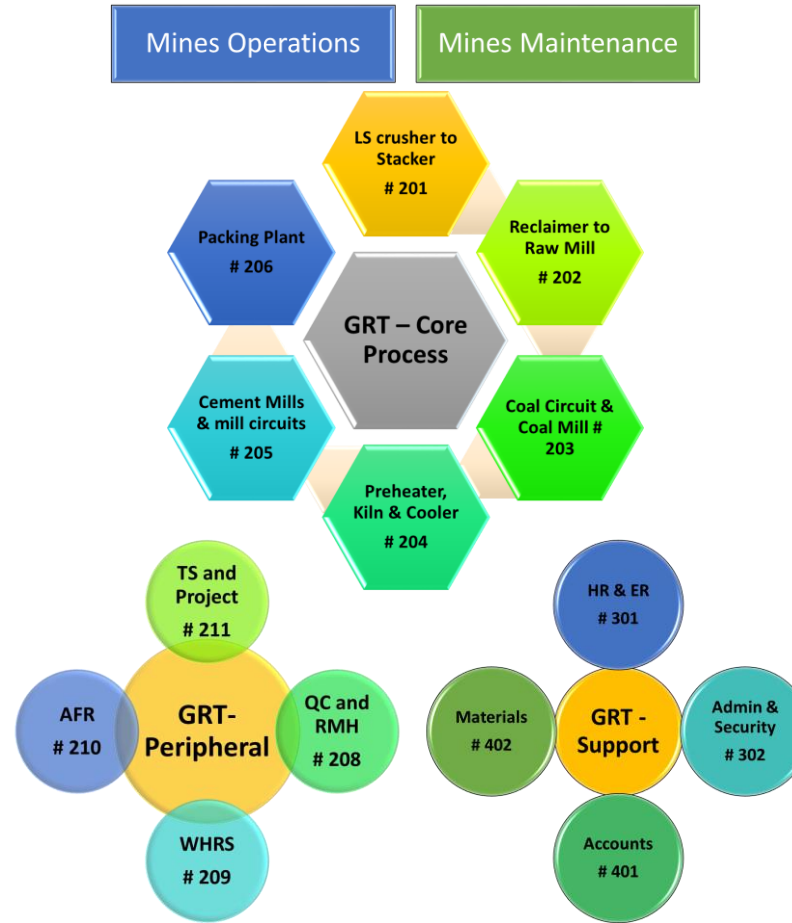 Mines Operations
Mines Maintenance
LS crusher to
Stacker
# 201
Packing Plant
# 206
Reclaimer to
Raw Mill
# 202
GRT – Core
Process
Cement Mills
& mill circuits
# 205
Coal Circuit &
Coal Mill #
203
Preheater,
Kiln & Cooler
# 204
TS and
Project
# 211
AFR
# 210
GRT-
Peripheral
QC and
RMH
# 208
WHRS
# 209
HR & ER
# 301
Materials
# 402
GRT -
Support
Admin &
Security
# 302
Accounts
# 401